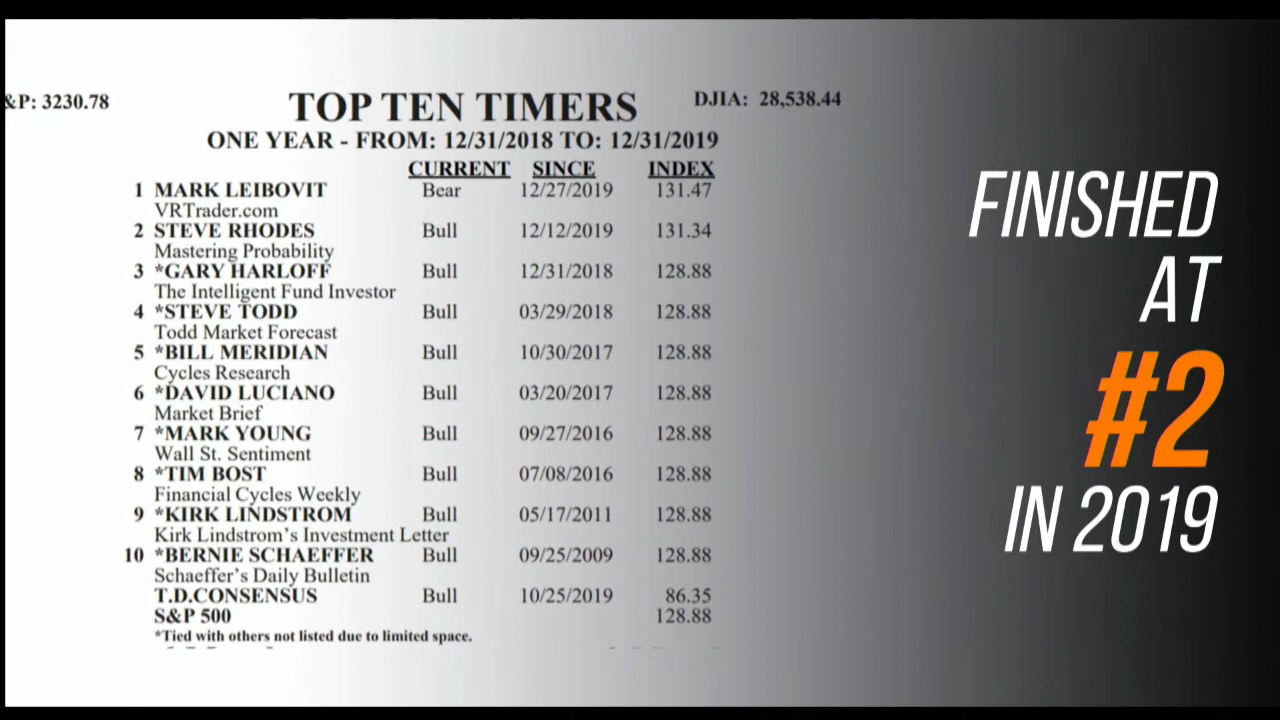 &P: 3230.78
TOP TEN TIMERS
DJIA: 28,538.44
ONE YEAR - FROM: 12/31/2018 TO: 12/31/2019
CURRENT SINCE INDEX
1 MARK LEIBOVIT Bear 12/27/2019 131.47
VRTrader.com
2 STEVE RHODES Bull 12/12/2019 131.34
Mastering Probability
3 *GARY HARLOFF Bull 12/31/2018 128.88
The Intelligent Fund Investor
4 *STEVE TODD Bull 03/29/2018 128.88
Todd Market Forecast
5 *BILL MERIDIAN Bull 10/30/2017 128.88
Cycles Research
6 *DAVID LUCIANO Bull 03/20/2017 128.88
Market Brief
7 *MARK YOUNG Bull 09/27/2016 128.88
Wall St. Sentiment
8 *TIM BOST Bull 07/08/2016 128.88
Financial Cycles Weekly
9 *KIRK LINDSTROM Bull 05/17/2011 128.88
Kirk Lindstrom's Investment Letter
10 *BERNIE SCHAEFFER Bull 09/25/2009 128.88
Schaeffer's Daily Bulletin
T.D.CONSENSUS Bull 10/25/2019 86.35
S&P 500 128.88
*Tied with others not listed due to limited space.
FINISHED
AT
#2
IN 2019